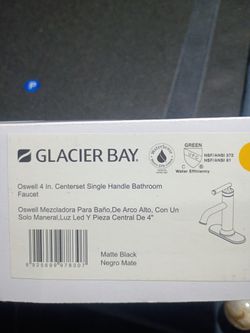 P
GLACIER BAY.
GREEN
NSF/ANSI 372
NSF/ANSI 61
Water Efficiency
Oswell 4 In. Centerset Single Handle Bathroom
Faucet
Oswell Mezcladora Para Baño,De Arco Alto, Con Un
Solo Maneral,Luz Led Y Pieza Central De 4"
Matte Black
Negro Mate